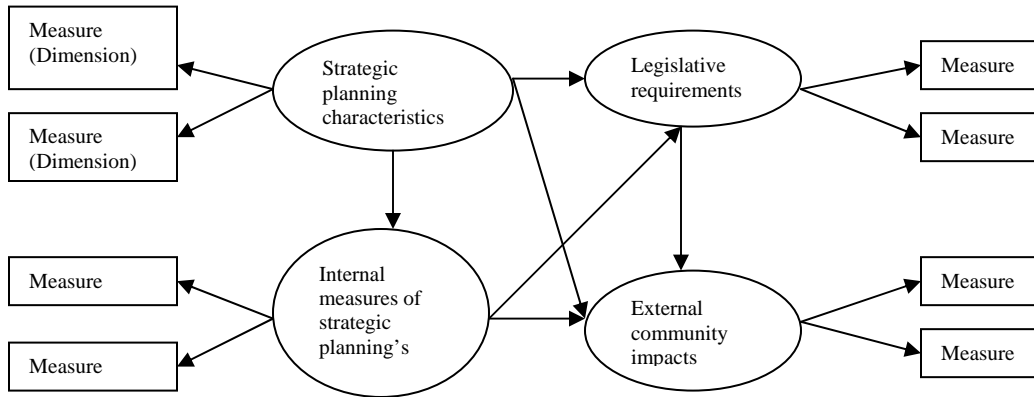 Measure
(Dimension)
Measure
(Dimension)
Strategic
planning
characteristics
Legislative
requirements
Measure
Measure
Measure
Measure
Internal
measures of
strategic
planning's
External
community
impacts
Measure
Measure